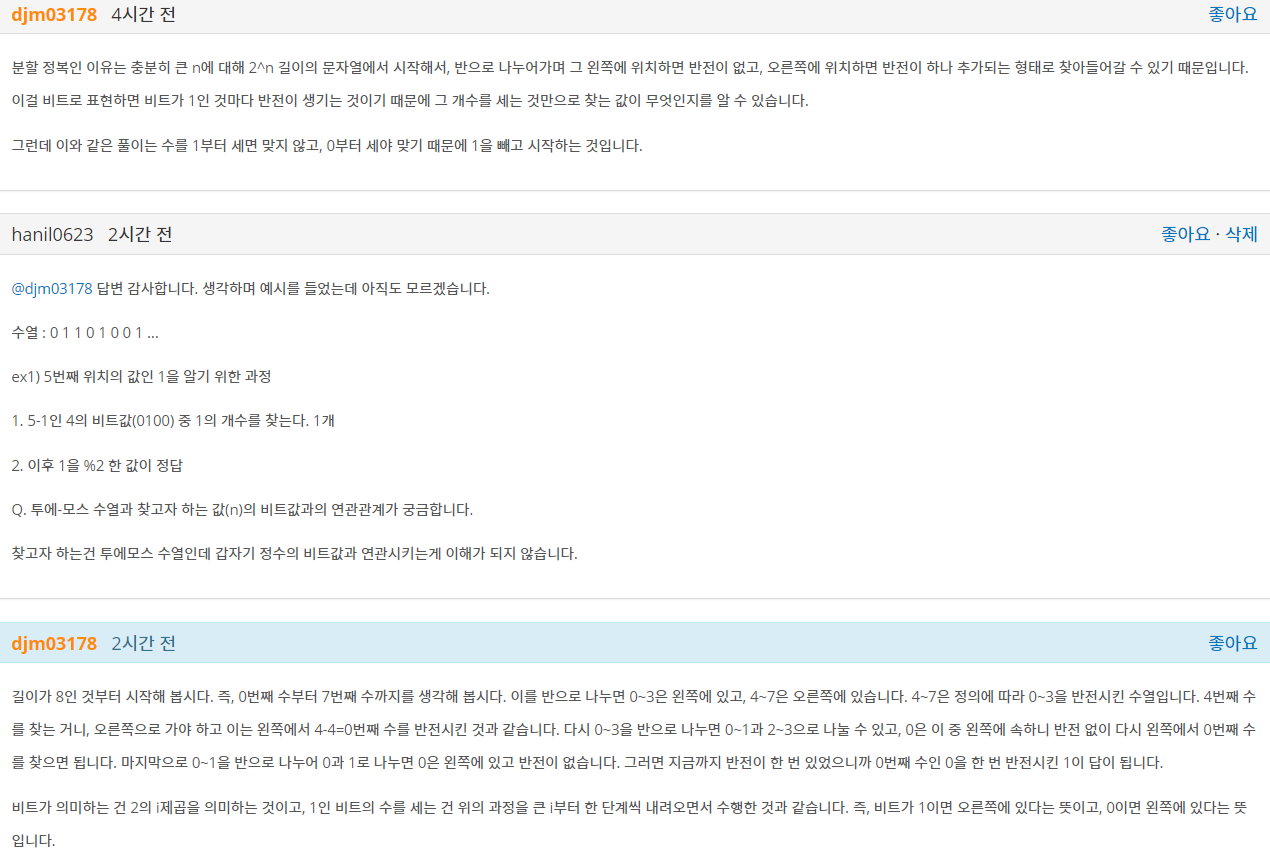 djm03178 4시간 전 좋아요
분할 정복인 이유는 충분히 큰 n에 대해 2^n 길이의 문자열에서 시작해서, 반으로 나누어가며 그 왼쪽에 위치하면 반전이 없고, 오른쪽에 위치하면 반전이 하나 추가되는 형태로 찾아들어갈 수 있기 때문입니다.
이걸 비트로 표현하면 비트가 1인 것마다 반전이 생기는 것이기 때문에 그 개수를 세는 것만으로 찾는 값이 무엇인지를 알 수 있습니다.
그런데 이와 같은 풀이는 수를 1부터 세면 맞지 않고, 0부터 세야 맞기 때문에 1을 빼고 시작하는 것입니다.
hanil0623 2시간 전 좋아요 · 삭제
@djm03178 답변 감사합니다. 생각하며 예시를 들었는데 아직도 모르겠습니다.
수열 : 0 1 1 0 1 0 0 1 ...
ex1) 5번째 위치의 값인 1을 알기 위한 과정
1. 5-1인 4의 비트값(0100) 중 1의 개수를 찾는다. 1개
2. 이후 1을 %2 한 값이 정답
Q. 투에-모스 수열과 찾고자 하는 값(n)의 비트값과의 연관관계가 궁금합니다.
찾고자 하는건 투에모스 수열인데 갑자기 정수의 비트값과 연관시키는게 이해가 되지 않습니다.
djm03178 2시간 전 좋아요
길이가 8인 것부터 시작해 봅시다. 즉, 0번째 수부터 7번째 수까지를 생각해 봅시다. 이를 반으로 나누면 0~3은 왼쪽에 있고, 4~7은 오른쪽에 있습니다. 4~7은 정의에 따라 0~3을 반전시킨 수열입니다. 4번째 수
를 찾는 거니, 오른쪽으로 가야 하고 이는 왼쪽에서 4-4=0번째 수를 반전시킨 것과 같습니다. 다시 0~3을 반으로 나누면 0~1과 2~3으로 나눌 수 있고, 0은 이 중 왼쪽에 속하니 반전 없이 다시 왼쪽에서 0번째 수
를 찾으면 됩니다. 마지막으로 0~1을 반으로 나누어 0과 1로 나누면 0은 왼쪽에 있고 반전이 없습니다. 그러면 지금까지 반전이 한 번 있었으니까 0번째 수인 0을 한 번 반전시킨 1이 답이 됩니다.
비트가 의미하는 건 2의 i제곱을 의미하는 것이고, 1인 비트의 수를 세는 건 위의 과정을 큰 i부터 한 단계씩 내려오면서 수행한 것과 같습니다. 즉, 비트가 1이면 오른쪽에 있다는 뜻이고, 0이면 왼쪽에 있다는 뜻
입니다.